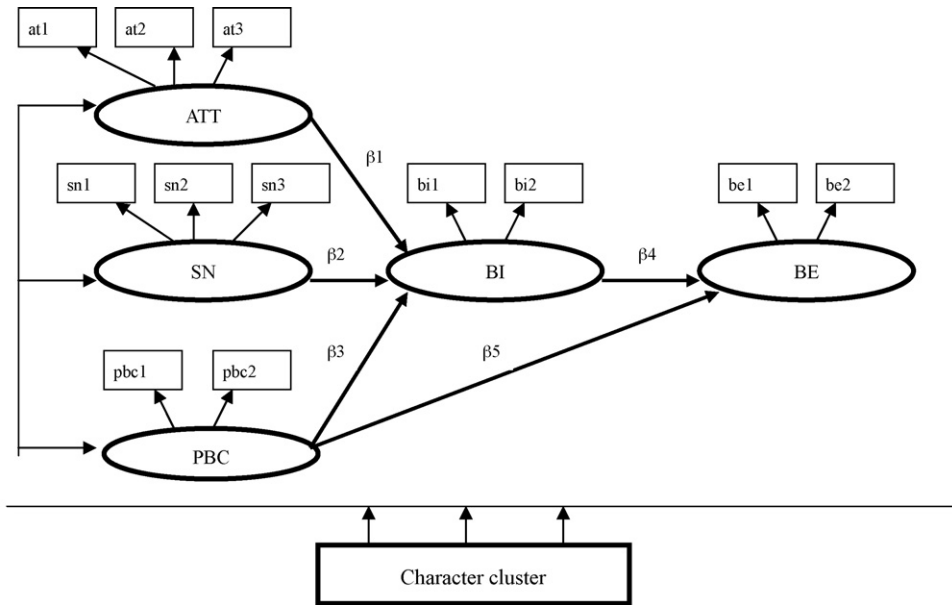 at1
at2
at3
ATT
β1
sn1
sn2
sn3
bi1
bi2
be1
be2
SN
β2
BI
β4
BE
β3
β5
pbc1
pbc2
PBC
Character cluster